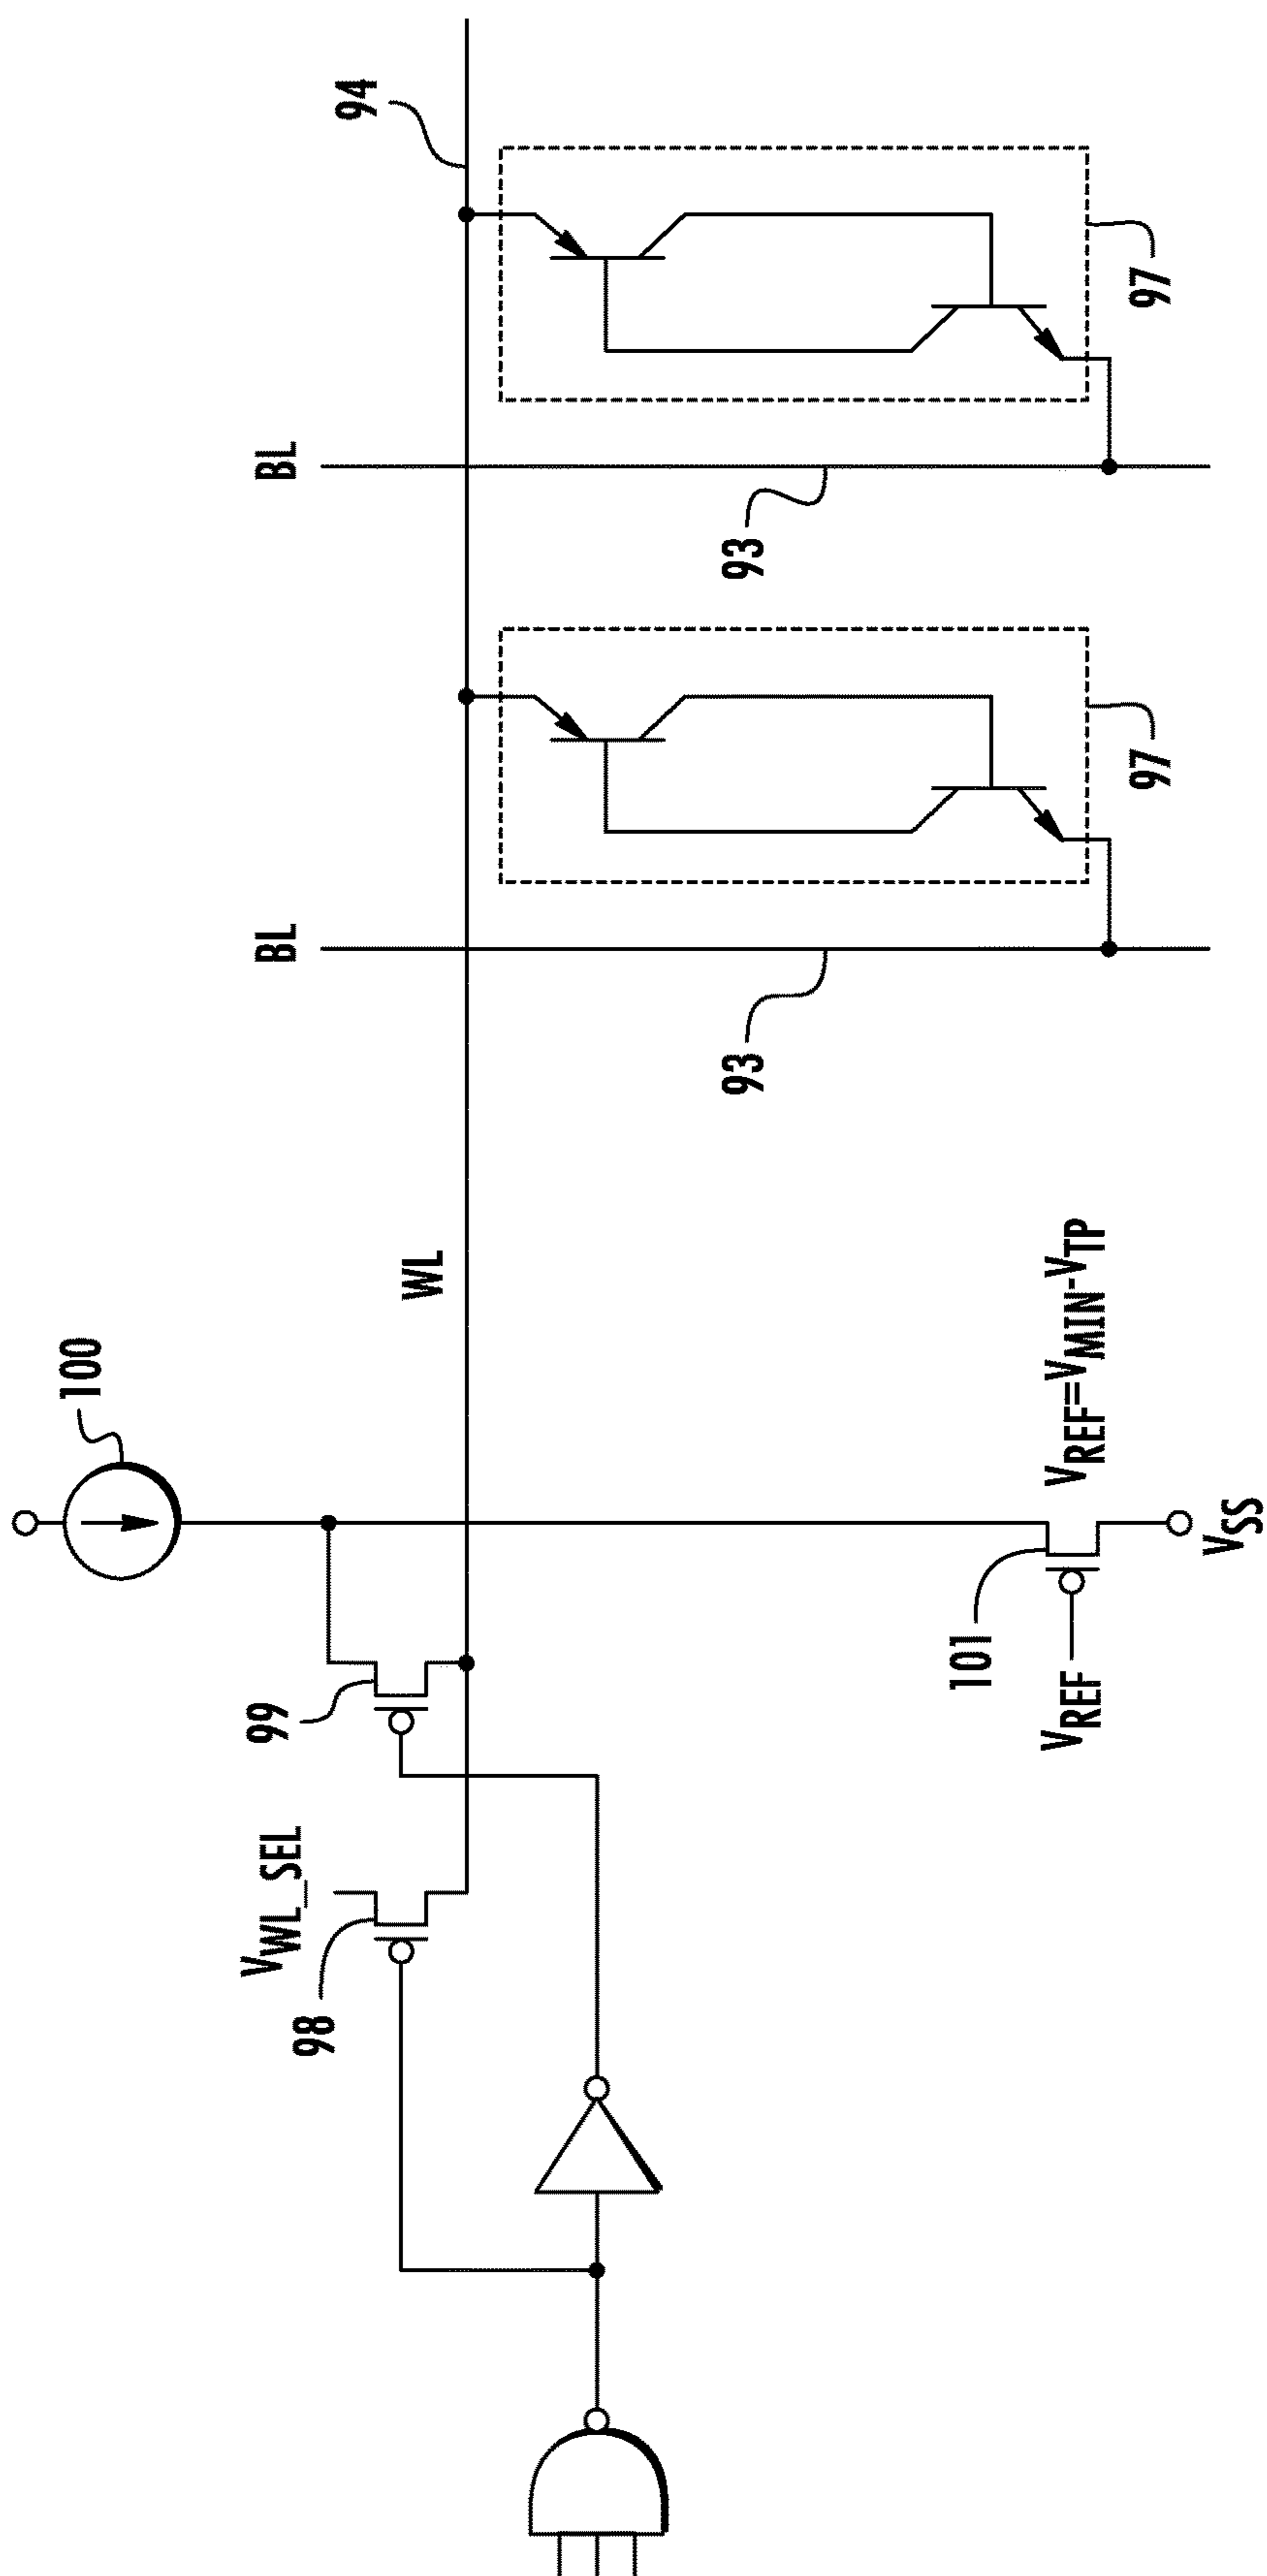 100
94
BL
BL
WL
99
V_WL_SEL
98
93
93
97
97
101
V_REF
V_REF=V_MIN-V_TP
V_SS